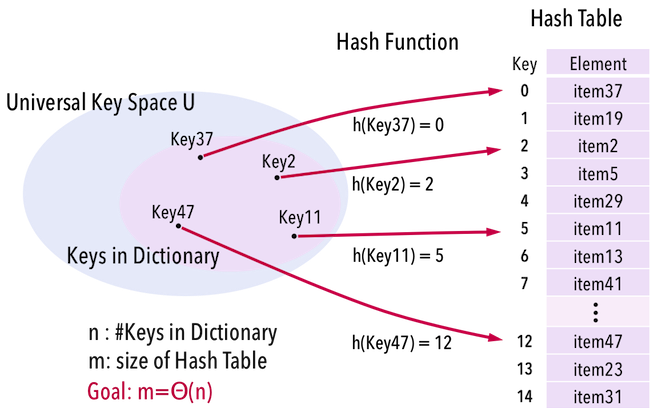 Hash Table
Hash Function
Key Element
Universal Key Space U
0 item37
1 item19
h(Key37) = 0
Key37
2 item2
Key2
3 item5
h(Key2) = 2
4 item29
Key47
Key11
5 item11
Keys in Dictionary
h(Key11) = 5
6 item13
7 item41
⋮
n : #Keys in Dictionary
h(Key47) = 12
12 item47
m: size of Hash Table
13 item23
Goal: m=Θ(n)
14 item31